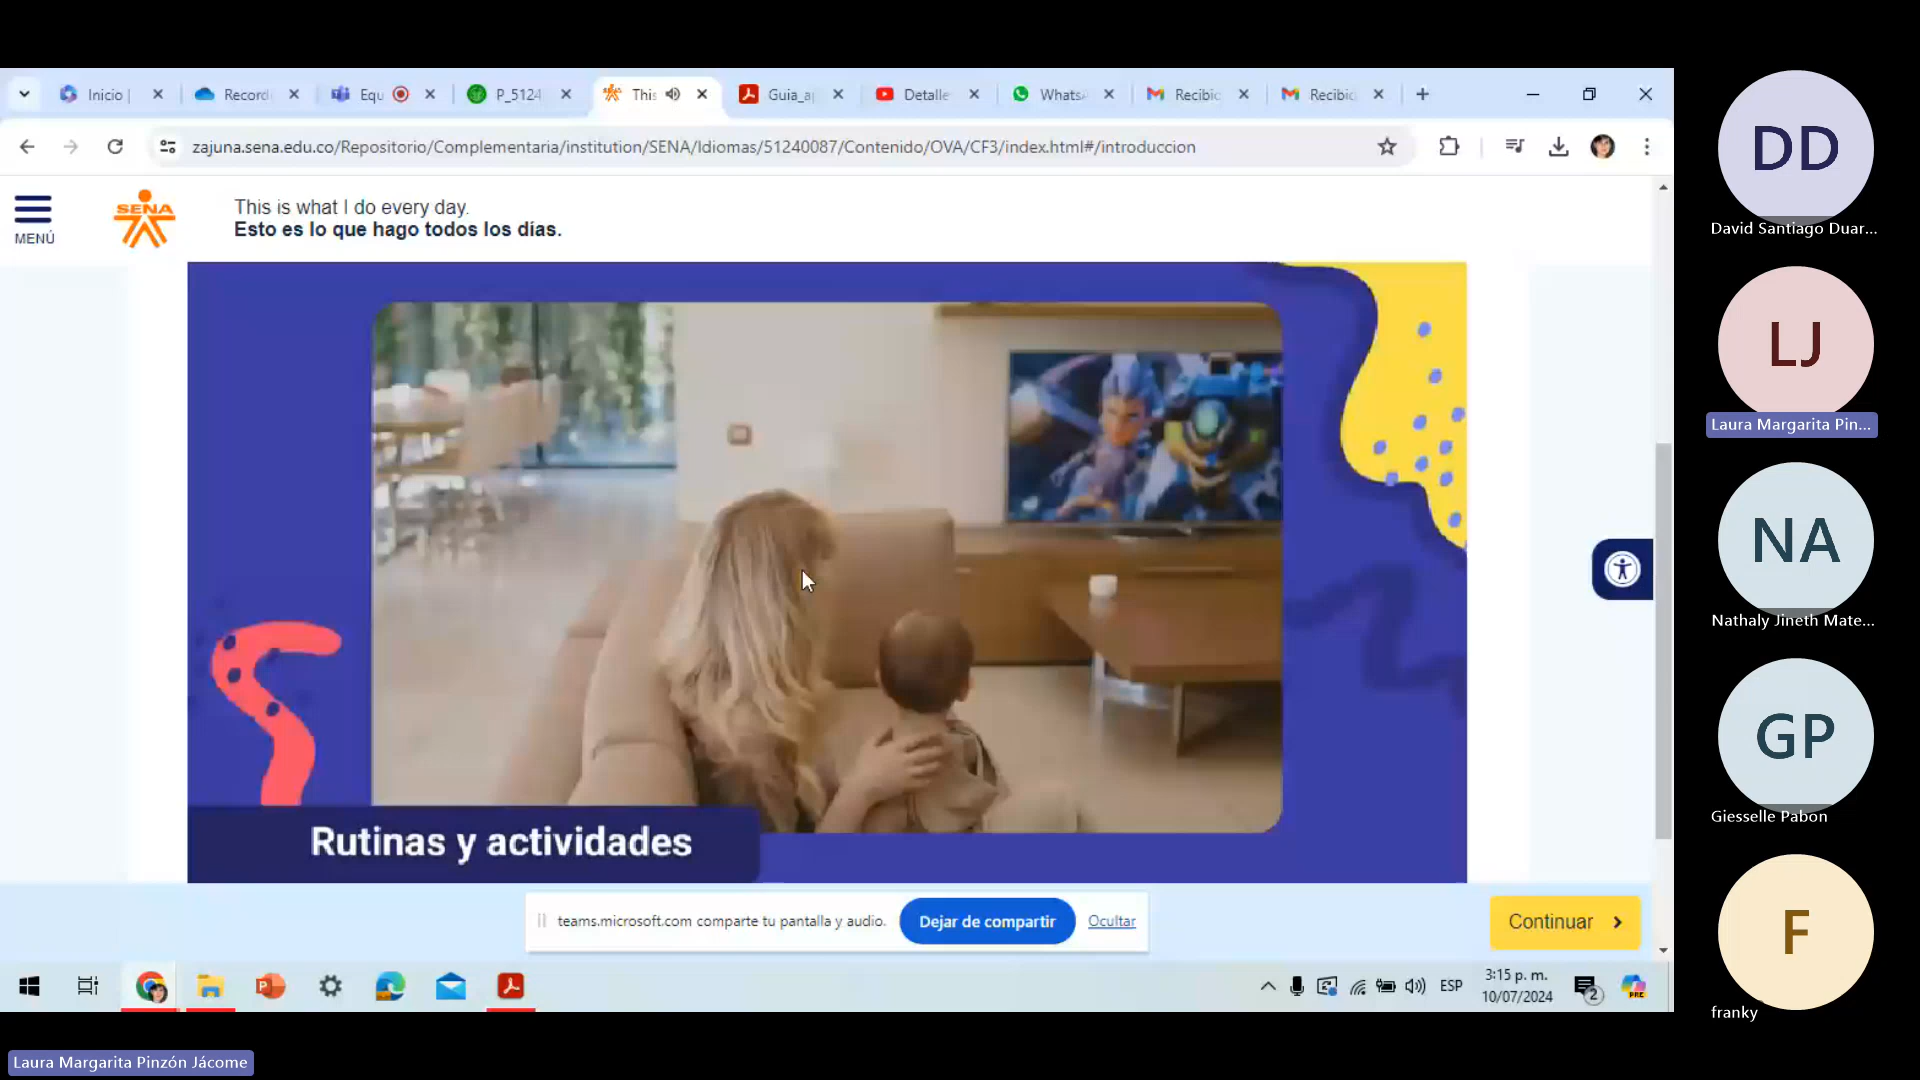 Inicio |
Record
Equ
P_5124
This
Guia_a
Detalle
Whats
Recibic
Recibic
zajuna.sena.edu.co/Repositorio/Complementaria/institution/SENA/Idiomas/51240087/Contenido/OVA/CF3/index.html#/introduccion
MENÚ
SENA
This is what I do every day.
Esto es lo que hago todos los días.
Rutinas y actividades
teams.microsoft.com comparte tu pantalla y audio.
Dejar de compartir
Ocultar
Continuar
ESP
3:15 p. m.
10/07/2024
2
PRE
DD
David Santiago Duar...
LJ
Laura Margarita Pin...
NA
Nathaly Jineth Mate...
GP
Giesselle Pabon
F
franky
Laura Margarita Pinzón Jácome